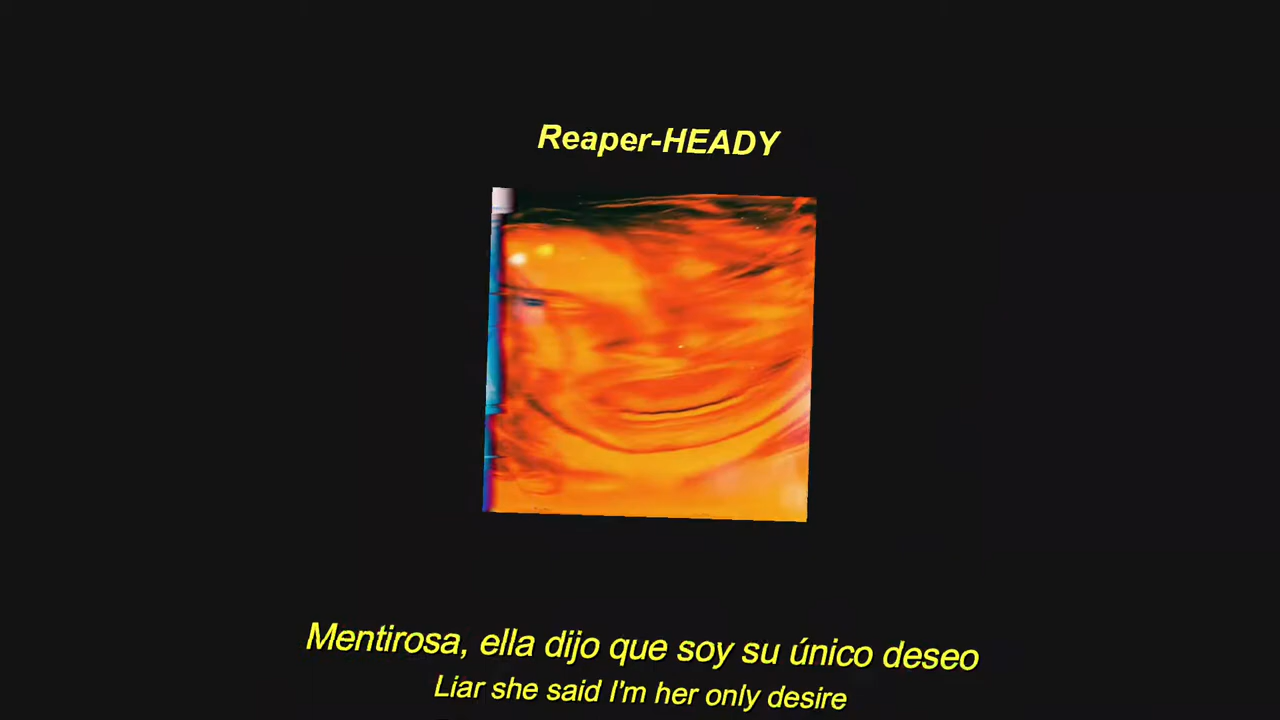 Reaper-HEADY
Mentirosa, ella dijo que soy su único deseo
Liar she said I'm her only desire